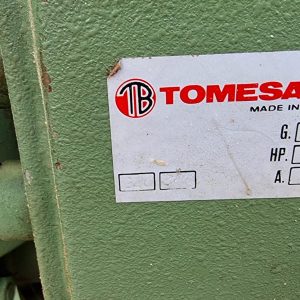 TB TOMESA
MADE IN
G.
HP.
A.